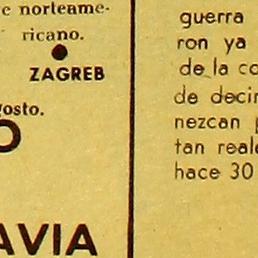 e norteame-
ricano.
ZAGREB
gosto.
O
AVIA
guerra
ron ya
de la co
de decir
nezcan
tan reale
hace 30